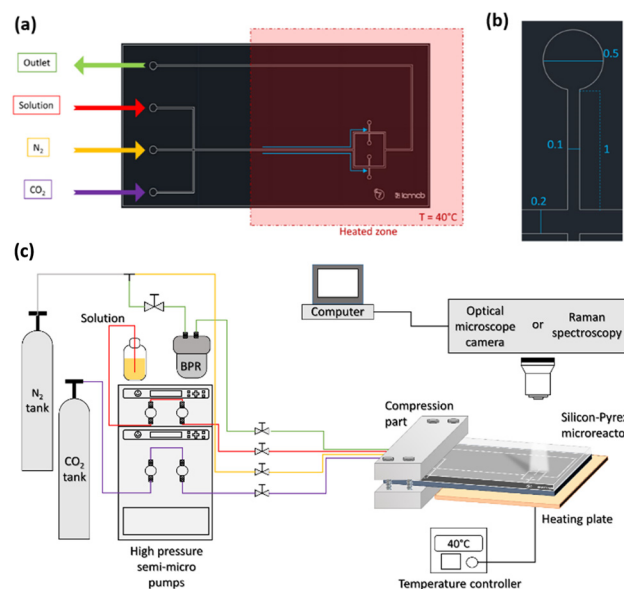 (a)
Outlet
Solution
N2
CO2
T = 40°C
Heated zone
(b)
0.5
0.1
1
0.2
(c)
Solution
BPR
N2
tank
CO2
tank
High pressure
semi-micro
pumps
Computer
Optical
microscope
camera
or
Raman
spectroscopy
Compression
part
Silicon-Pyrex
microreactor
Heating plate
40°C
Temperature controller